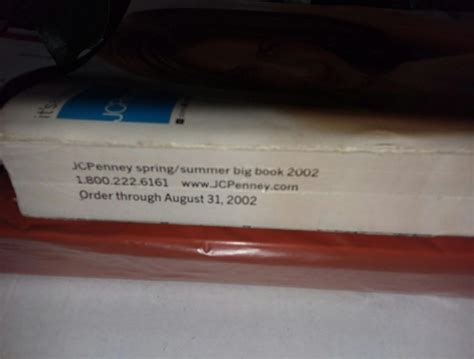 JCPenney spring/summer big book 2002
1.800.222.6161 www.JCPenney.com
Order through August 31, 2002